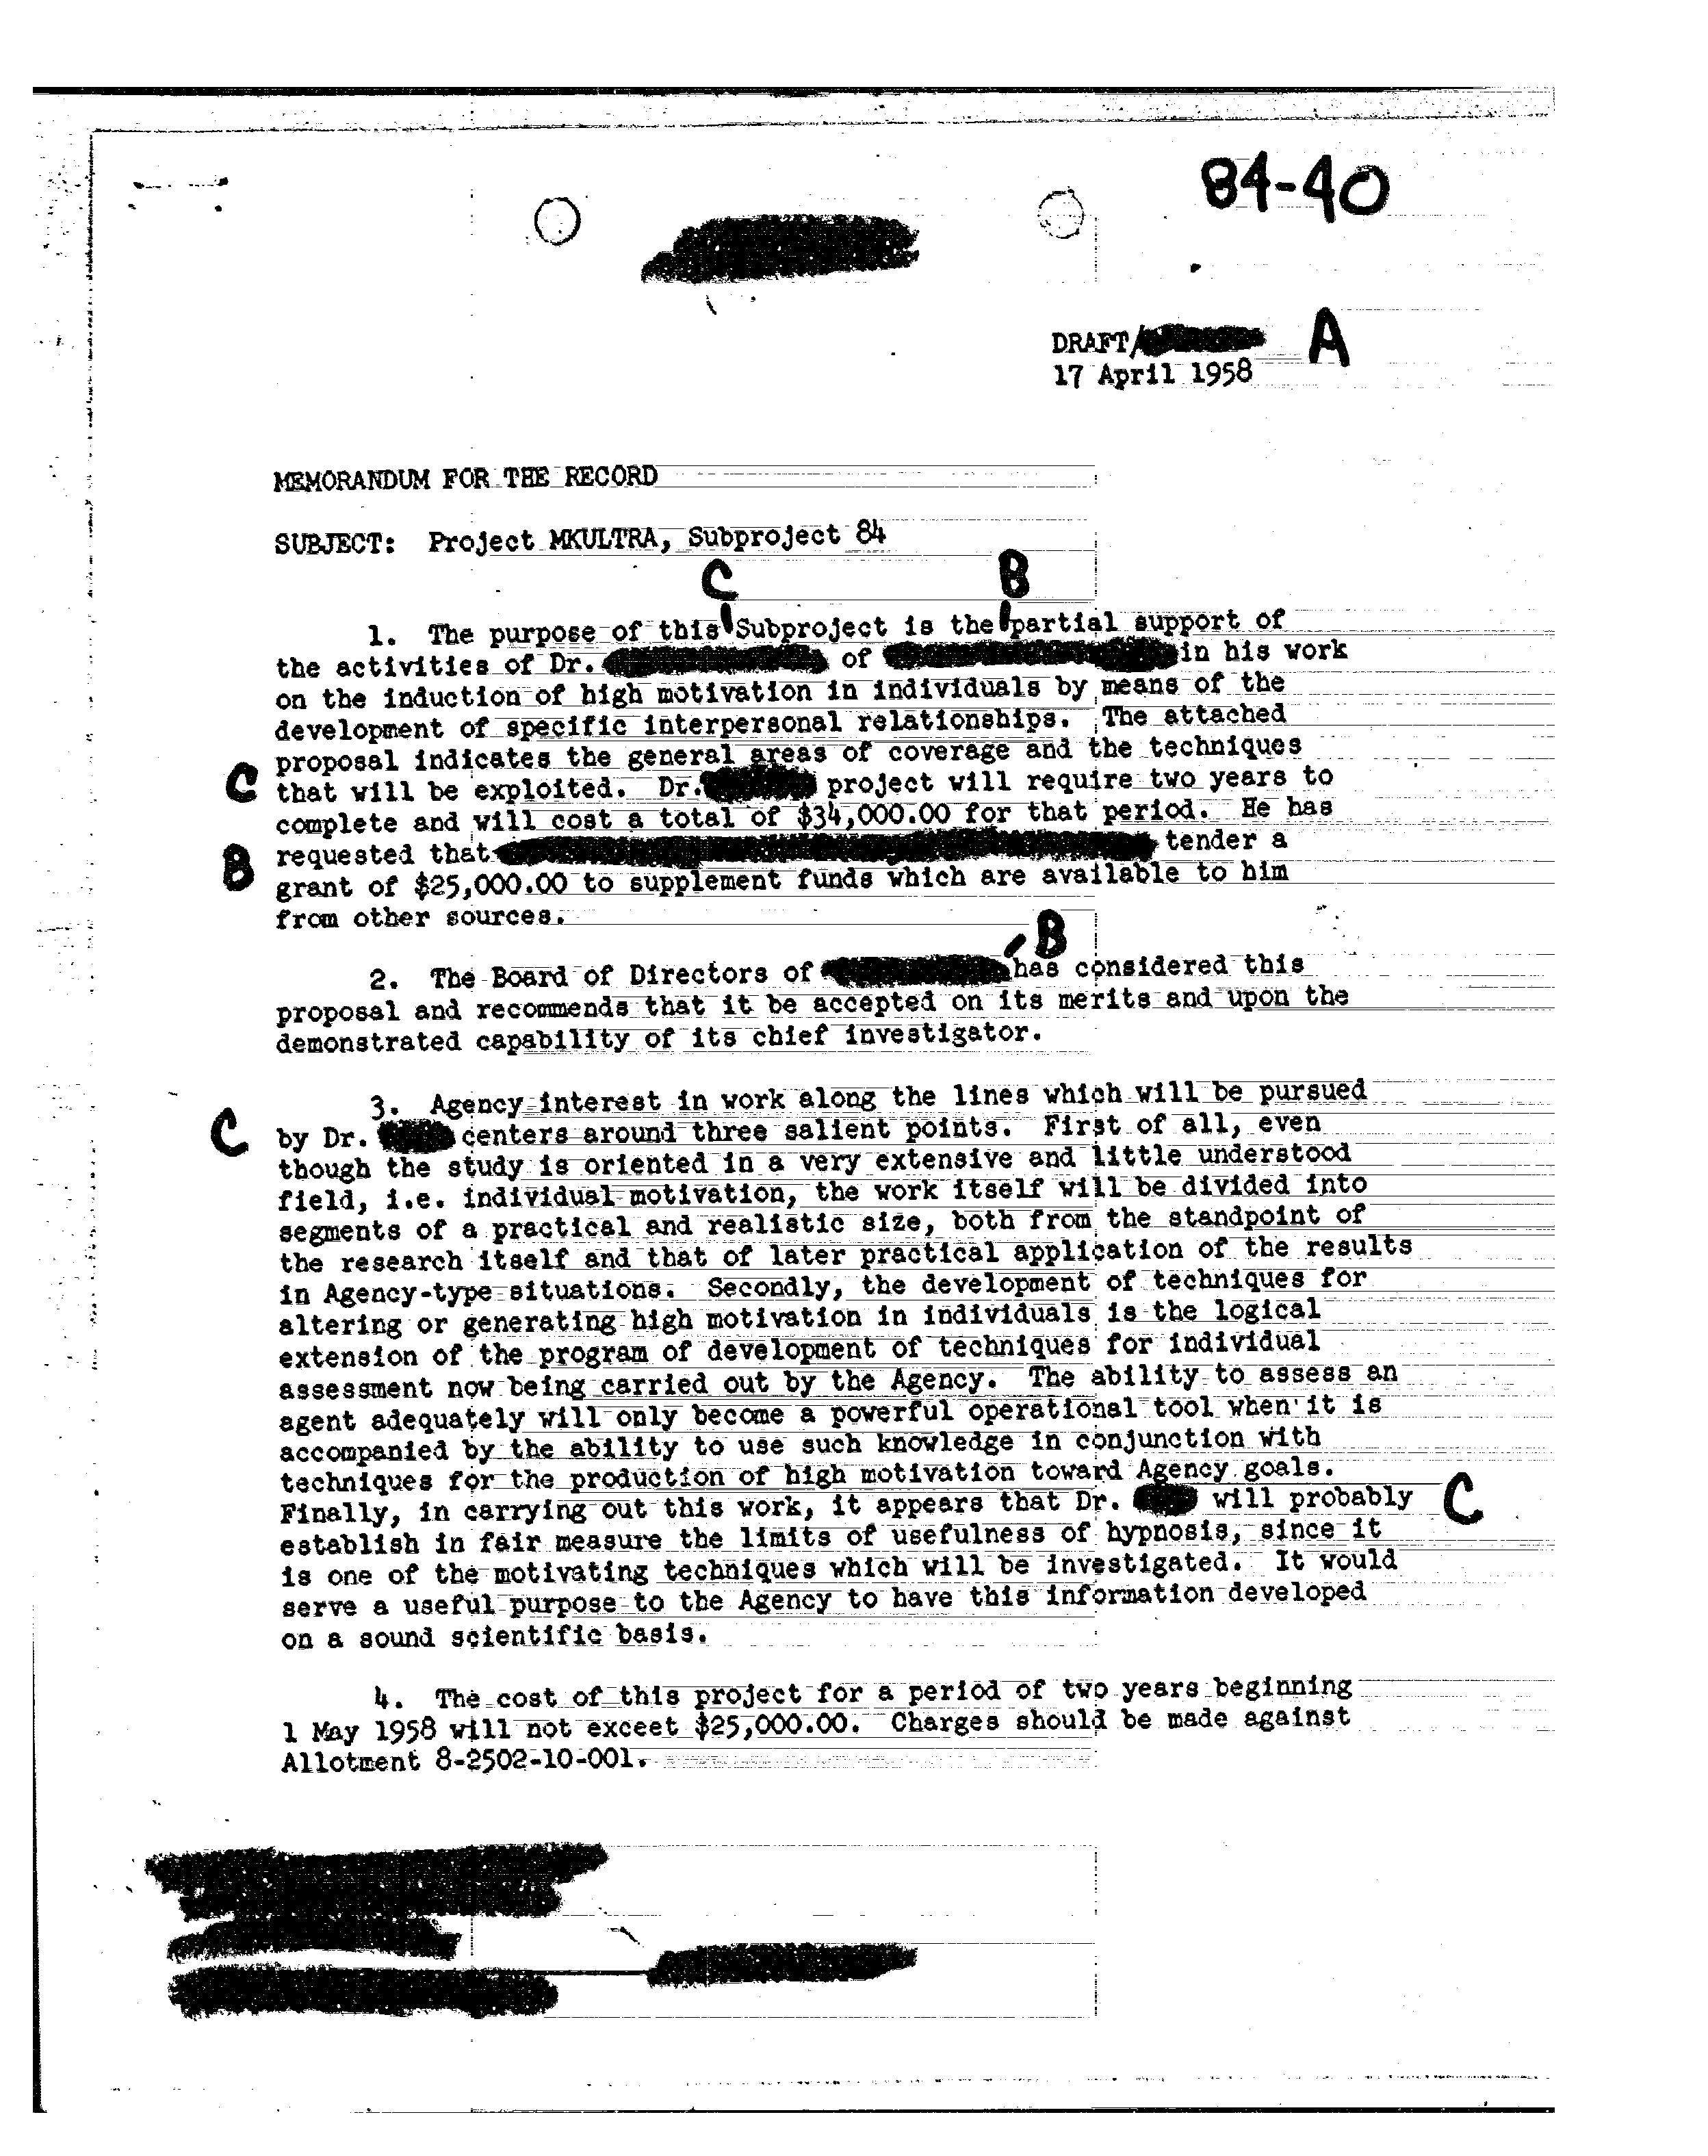 84-40
DRAFT/ A
17 April 1958
MEMORANDUM FOR THE RECORD
SUBJECT: Project MKULTRA, Subproject 84
C B
1. The purpose of this Subproject is the partial support of
the activities of Dr. of in his work
on the induction of high motivation in individuals by means of the
development of specific interpersonal relationships. The attached
proposal indicates the general areas of coverage and the techniques
C that will be exploited. Dr. project will require two years to
complete and will cost a total of $34,000.00 for that period. He has
B requested that tender a
grant of $25,000.00 to supplement funds which are available to him
from other sources.
B
2. The Board of Directors of has considered this
proposal and recommends that it be accepted on its merits and upon the
demonstrated capability of its chief investigator.
3. Agency interest in work along the lines which will be pursued
C by Dr. centers around three salient points. First of all, even
though the study is oriented in a very extensive and little understood
field, i.e. individual motivation, the work itself will be divided into
segments of a practical and realistic size, both from the standpoint of
the research itself and that of later practical application of the results
in Agency-type situations. Secondly, the development of techniques for
altering or generating high motivation in individuals is the logical
extension of the program of development of techniques for individual
assessment now being carried out by the Agency. The ability to assess an
agent adequately will only become a powerful operational tool when it is
accompanied by the ability to use such knowledge in conjunction with
techniques for the production of high motivation toward Agency goals.
Finally, in carrying out this work, it appears that Dr. will probably C
establish in fair measure the limits of usefulness of hypnosis, since it
is one of the motivating techniques which will be investigated. It would
serve a useful purpose to the Agency to have this information developed
on a sound scientific basis.
4. The cost of this project for a period of two years beginning
1 May 1958 will not exceet $25,000.00. Charges should be made against
Allotment 8-2502-10-001.